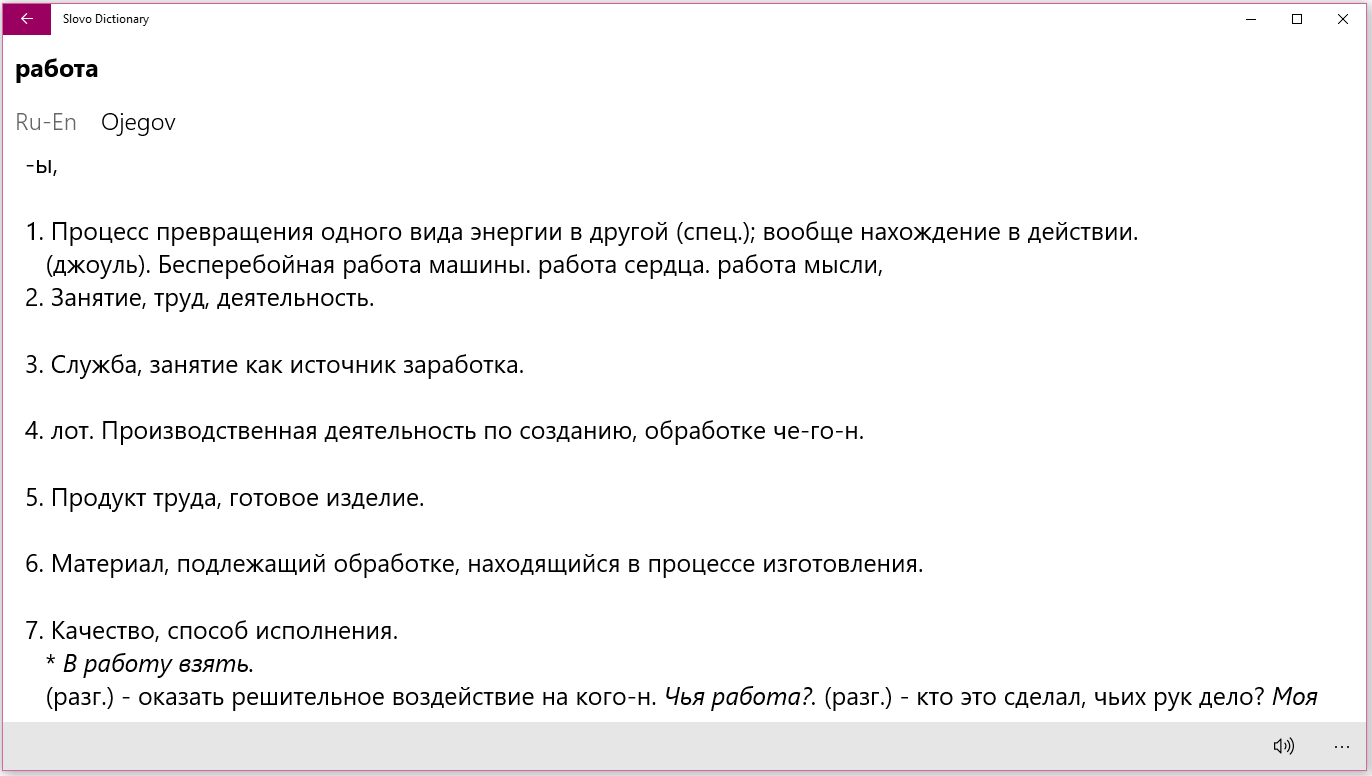 Slovo Dictionary
работа
Ru-En Ojegov
-ы,
1. Процесс превращения одного вида энергии в другой (спец.); вообще нахождение в действии.
(джоуль). Бесперебойная работа машины. работа сердца. работа мысли,
2. Занятие, труд, деятельность.
3. Служба, занятие как источник заработка.
4. лот. Производственная деятельность по созданию, обработке че-го-н.
5. Продукт труда, готовое изделие.
6. Материал, подлежащий обработке, находящийся в процессе изготовления.
7. Качество, способ исполнения.
* В работу взять.
(разг.) - оказать решительное воздействие на кого-н. Чья работа?. (разг.) - кто это сделал, чьих рук дело? Моя